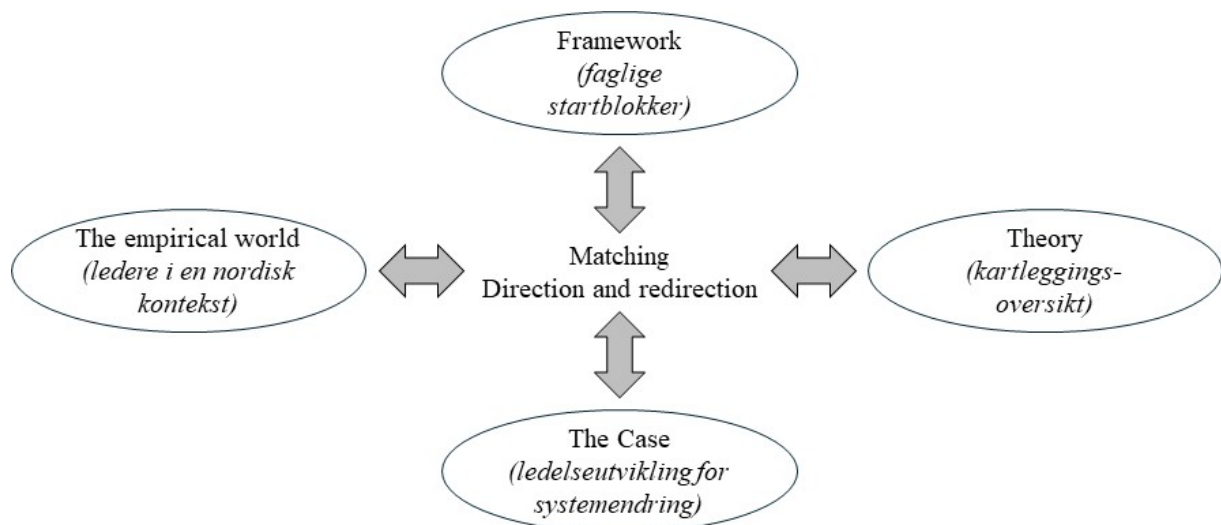 Framework
(faglige
startblokker)
The empirical world
(ledere i en nordisk
kontekst)
Matching
Direction and redirection
Theory
(kartleggings-
oversikt)
The Case
(ledelseutvikling for
systemendring)